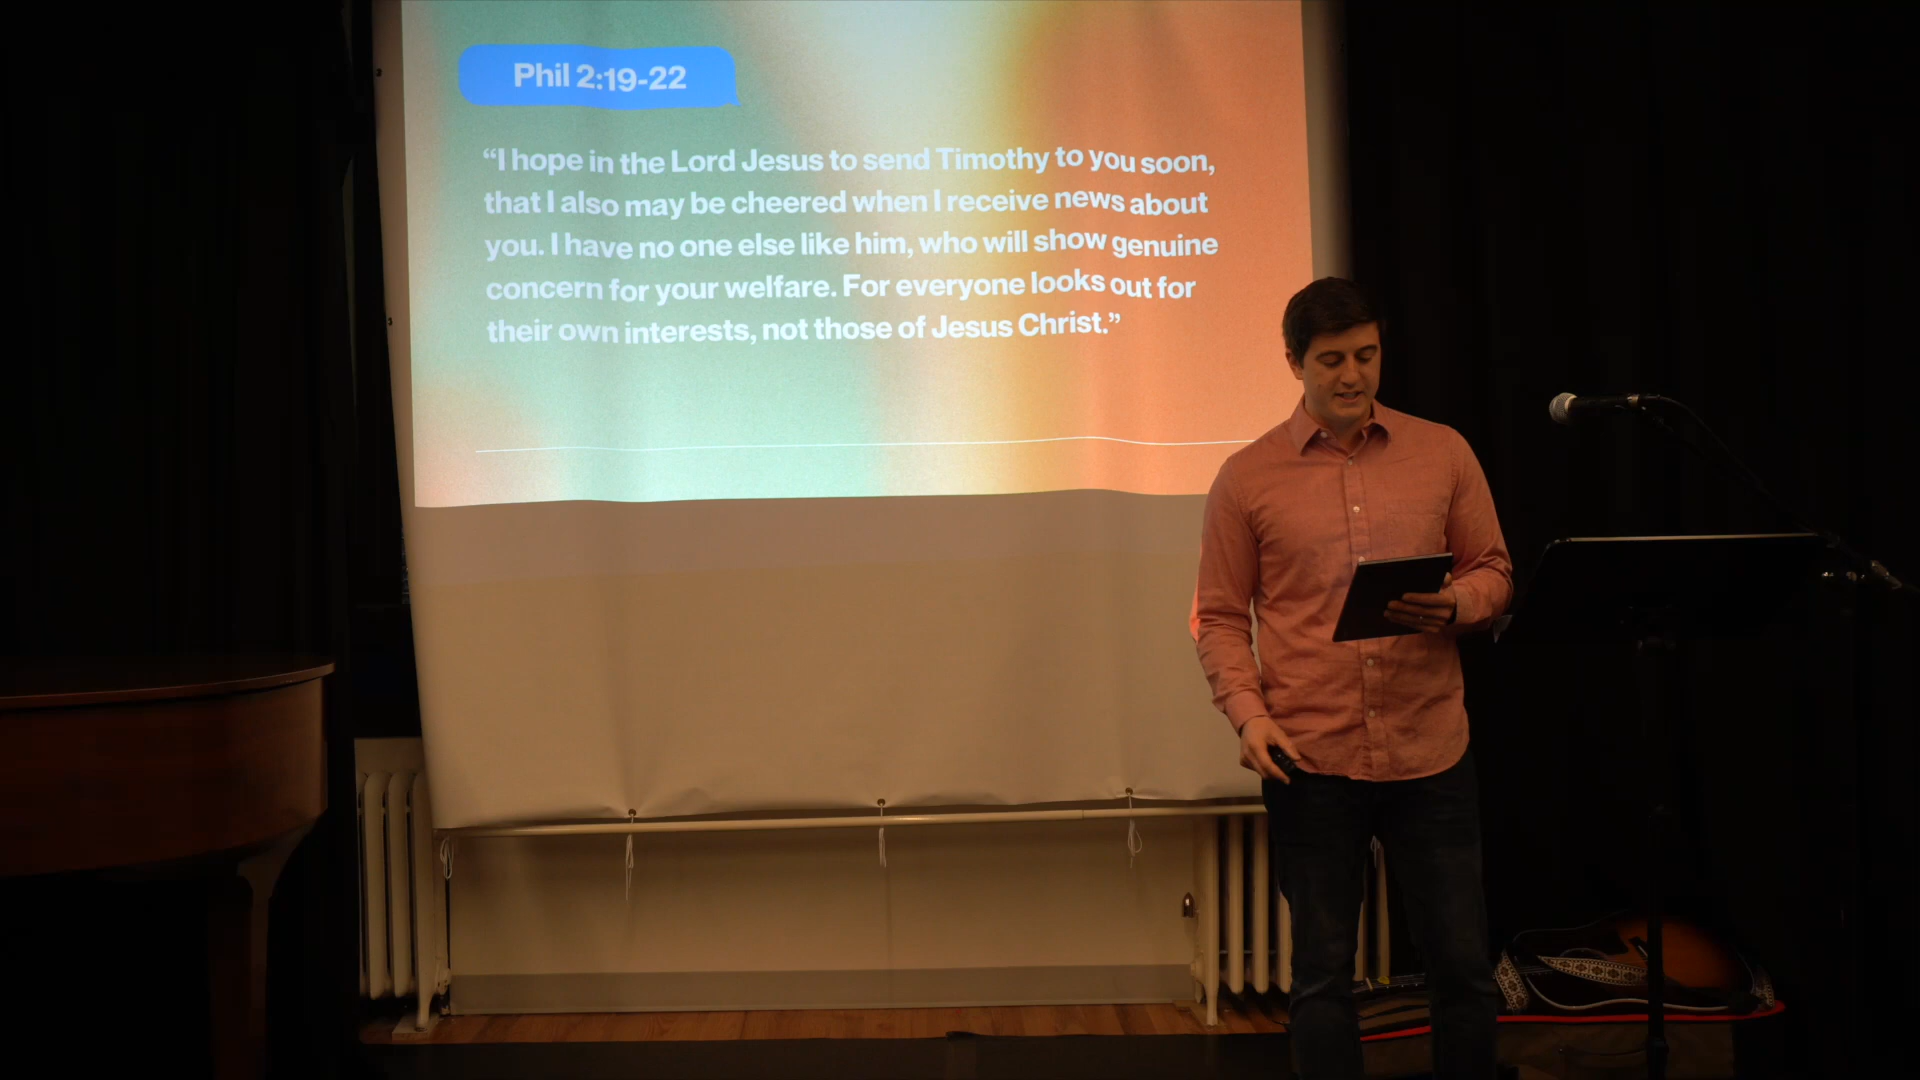 Phil 2:19-22
“I hope in the Lord Jesus to send Timothy to you soon,
that I also may be cheered when I receive news about
you. I have no one else like him, who will show genuine
concern for your welfare. For everyone looks out for
their own interests, not those of Jesus Christ.”